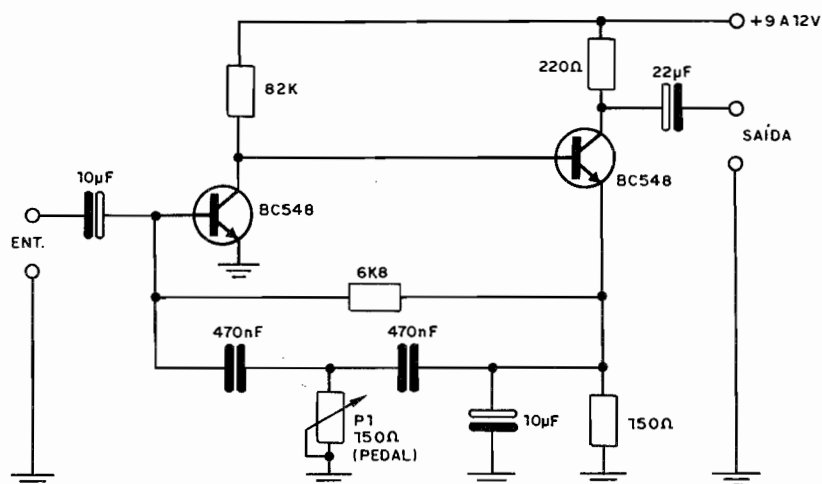 +9 A 12V
82K
220Ω
22µF
SAÍDA
BC548
10µF
BC548
ENT.
6K8
470nF
470nF
P1
150Ω
(PEDAL)
10µF
150Ω